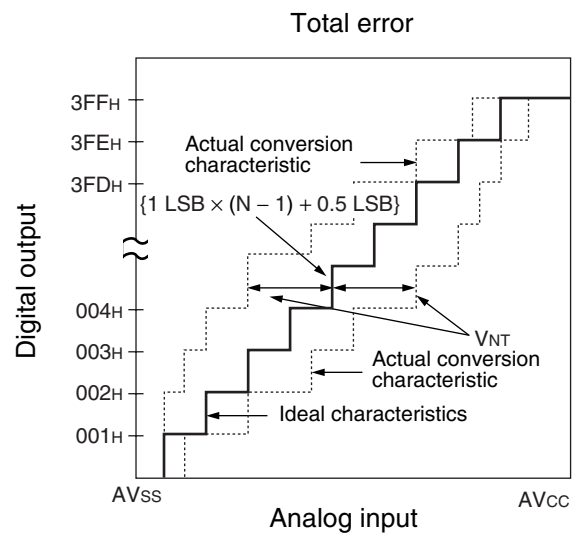 Total error
Digital output
3FFH
3FEH
3FDH
004H
003H
002H
001H
Actual conversion
characteristic
{1 LSB × (N − 1) + 0.5 LSB}
VNT
Actual conversion
characteristic
Ideal characteristics
AVSS
AVCC
Analog input